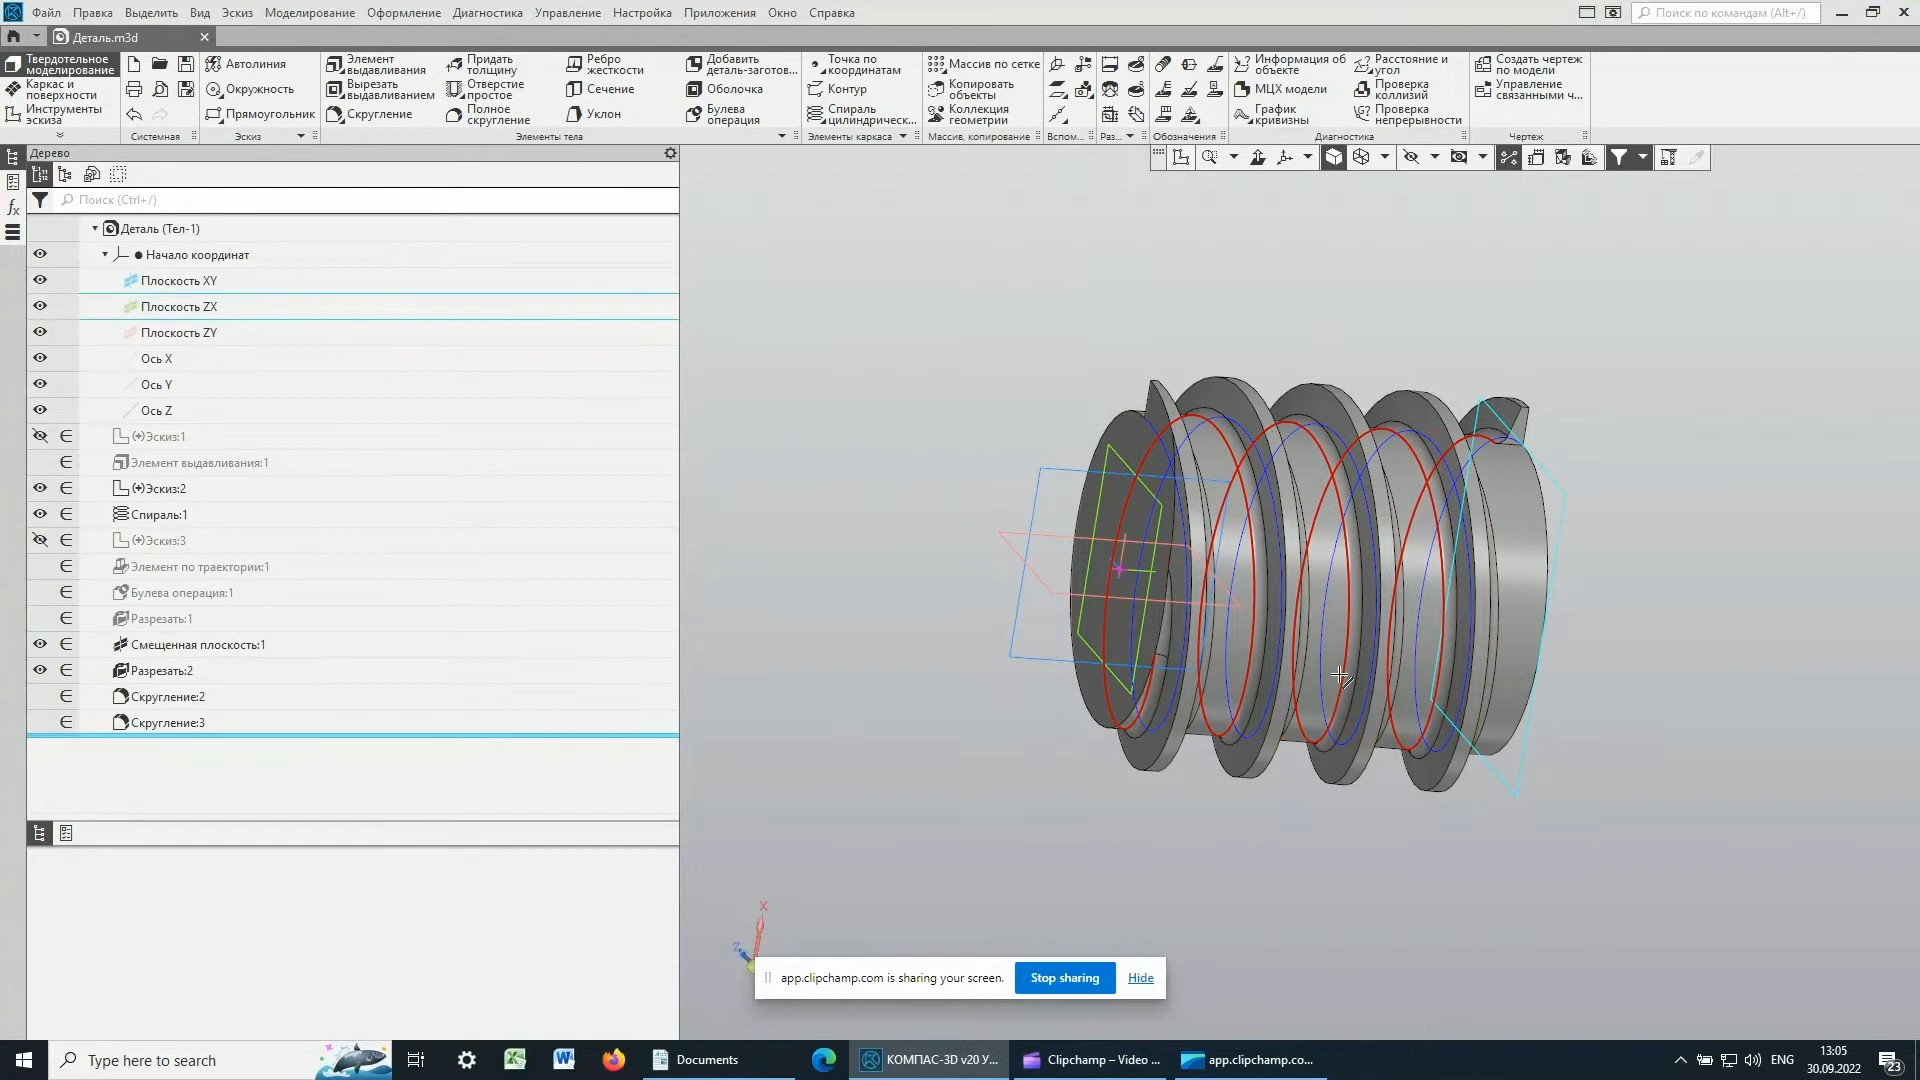 Файл Правка Выделить Вид Эскиз Моделирование Оформление Диагностика Управление Настройка Приложения Окно Справка
Поиск по командам (Alt+/)
Деталь.m3d
Твердотельное моделирование
Каркас и поверхности
Инструменты эскиза
Системная
Автолиния
Окружность
Прямоугольник
Эскиз
Элемент выдавливания
Вырезать выдавливанием
Скругление
Придать толщину
Отверстие простое
Полное скругление
Ребро жесткости
Сечение
Уклон
Добавить деталь-заготов...
Оболочка
Булева операция
Элементы тела
Точка по координатам
Контур
Спираль цилиндрическ...
Элементы каркаса
Массив по сетке
Копировать объекты
Коллекция геометрии
Массив, копирование
Вспом...
Раз...
Обозначения
Информация об объекте
МЦХ модели
График кривизны
Расстояние и угол
Проверка коллизий
Проверка непрерывности
Диагностика
Создать чертеж по модели
Управление связанными ч...
Чертеж
Дерево
Поиск (Ctrl+/)
Деталь (Тел-1)
Начало координат
Плоскость XY
Плоскость ZX
Плоскость ZY
Ось X
Ось Y
Ось Z
(+)Эскиз:1
Элемент выдавливания:1
(+)Эскиз:2
Спираль:1
(+)Эскиз:3
Элемент по траектории:1
Булева операция:1
Разрезать:1
Смещенная плоскость:1
Разрезать:2
Скругление:2
Скругление:3
X
Z
app.clipchamp.com is sharing your screen.
Stop sharing
Hide
Type here to search
Documents
КОМПАС-3D v20 У...
Clipchamp – Video ...
app.clipchamp.co...
ENG
13:05
30.09.2022
23